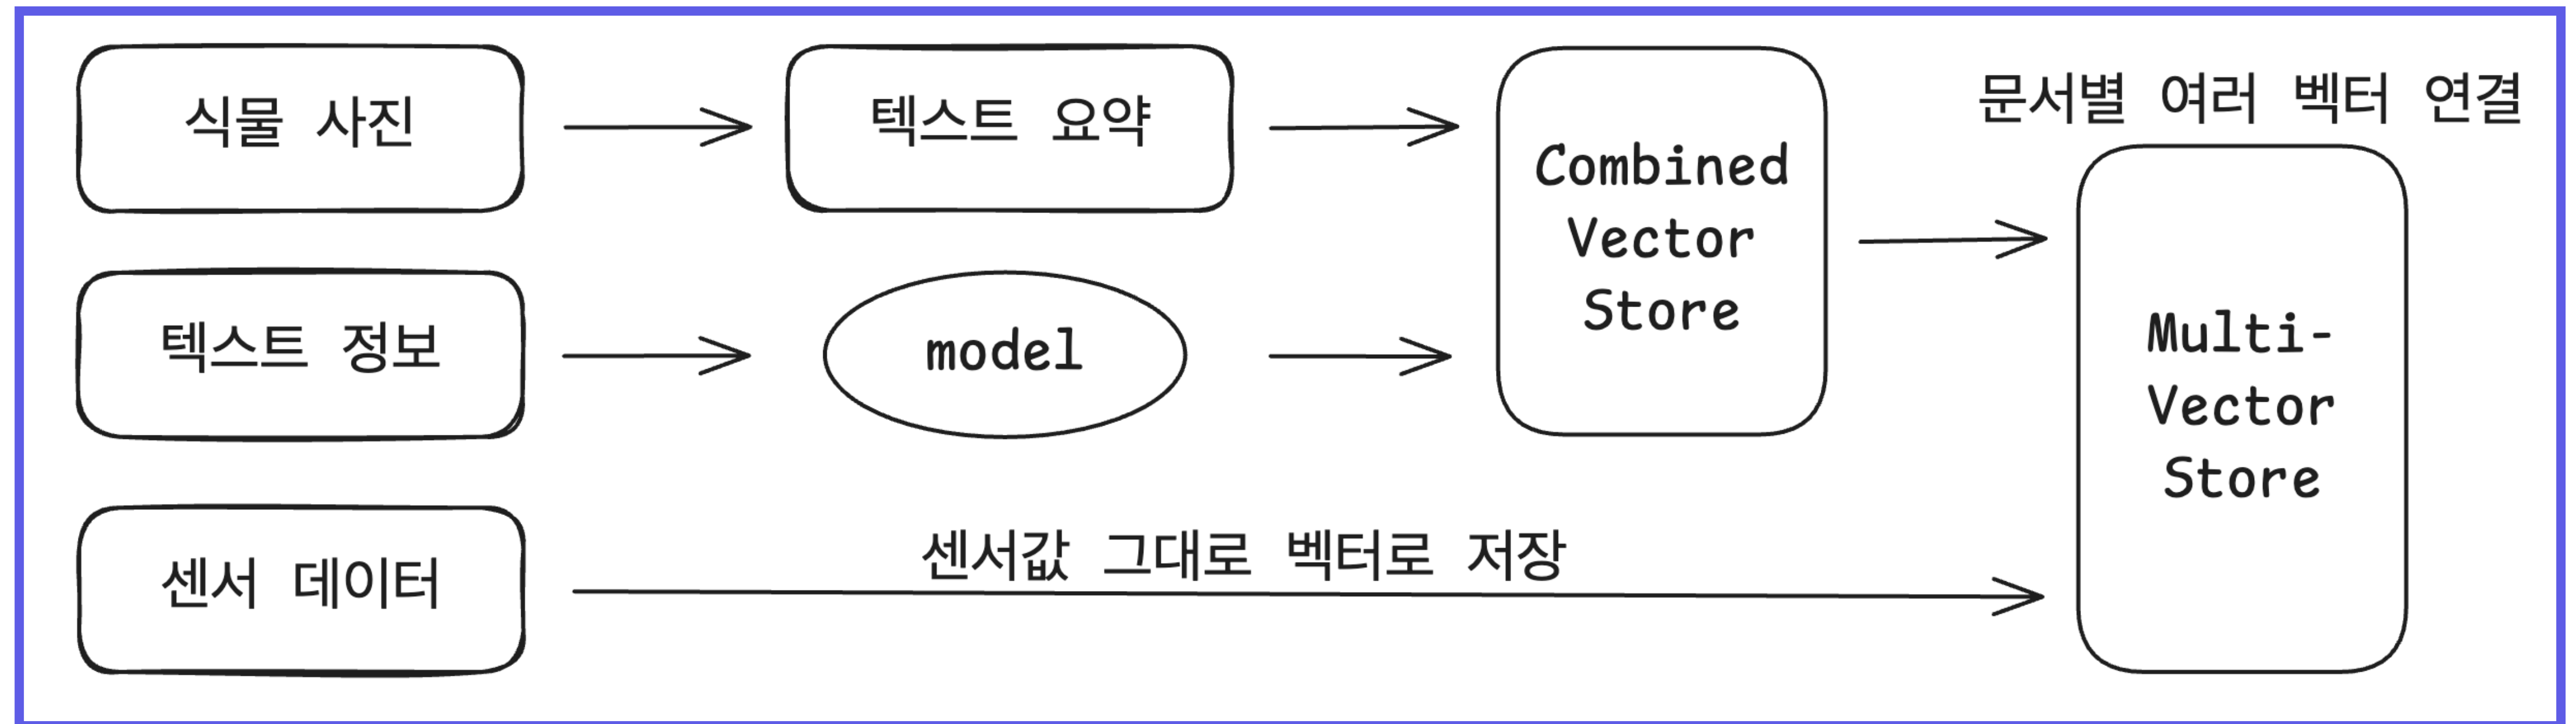 식물 사진
텍스트 요약
Combined
Vector
Store
문서별 여러 벡터 연결
텍스트 정보
model
Multi-
Vector
Store
센서 데이터
센서값 그대로 벡터로 저장